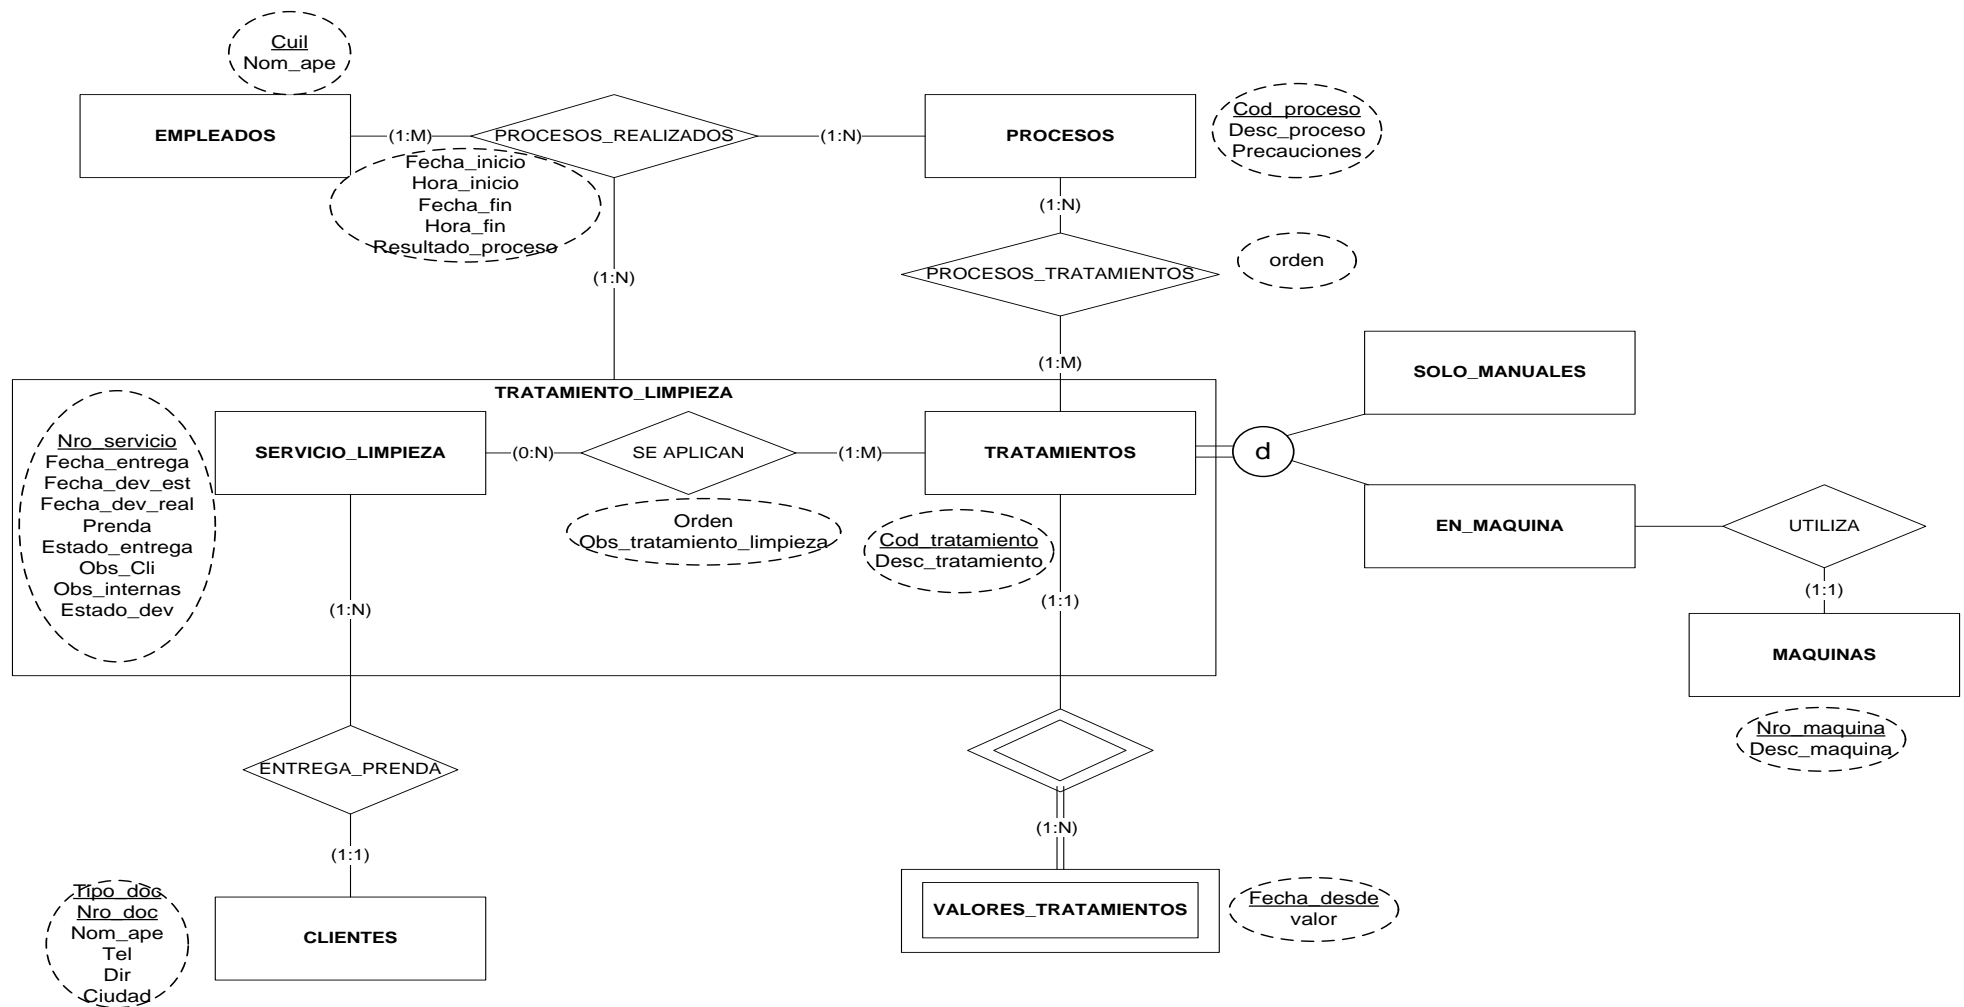 Cuil
Nom_ape
EMPLEADOS
(1:M)
PROCESOS_REALIZADOS
(1:N)
PROCESOS
Cod_proceso
Desc_proceso
Precauciones
Fecha_inicio
Hora_inicio
Fecha_fin
Hora_fin
Resultado_proceso
(1:N)
(1:N)
PROCESOS_TRATAMIENTOS
orden
(1:M)
TRATAMIENTO_LIMPIEZA
Nro_servicio
Fecha_entrega
Fecha_dev_est
Fecha_dev_real
Prenda
Estado_entrega
Obs_Cli
Obs_internas
Estado_dev
SERVICIO_LIMPIEZA
(0:N)
SE APLICAN
(1:M)
TRATAMIENTOS
d
SOLO_MANUALES
EN_MAQUINA
UTILIZA
(1:1)
MAQUINAS
Nro_maquina
Desc_maquina
Orden
Obs_tratamiento_limpieza
Cod_tratamiento
Desc_tratamiento
(1:N)
(1:1)
ENTREGA_PRENDA
(1:1)
(1:N)
Tipo_doc
Nro_doc
Nom_ape
Tel
Dir
Ciudad
CLIENTES
VALORES_TRATAMIENTOS
Fecha_desde
valor